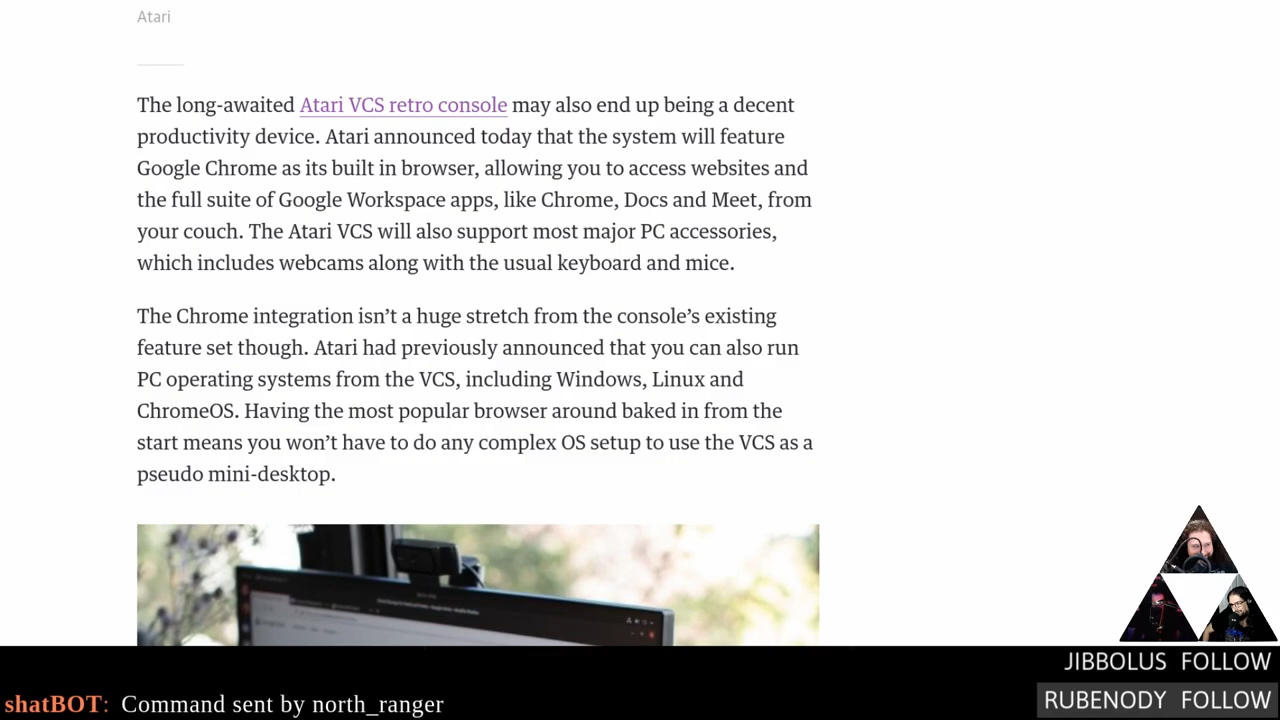 Atari
The long-awaited Atari VCS retro console may also end up being a decent
productivity device. Atari announced today that the system will feature
Google Chrome as its built in browser, allowing you to access websites and
the full suite of Google Workspace apps, like Chrome, Docs and Meet, from
your couch. The Atari VCS will also support most major PC accessories,
which includes webcams along with the usual keyboard and mice.
The Chrome integration isn’t a huge stretch from the console’s existing
feature set though. Atari had previously announced that you can also run
PC operating systems from the VCS, including Windows, Linux and
ChromeOS. Having the most popular browser around baked in from the
start means you won’t have to do any complex OS setup to use the VCS as a
pseudo mini-desktop.
JIBBOLUS FOLLOW
RUBENODY FOLLOW
shatBOT: Command sent by north_ranger